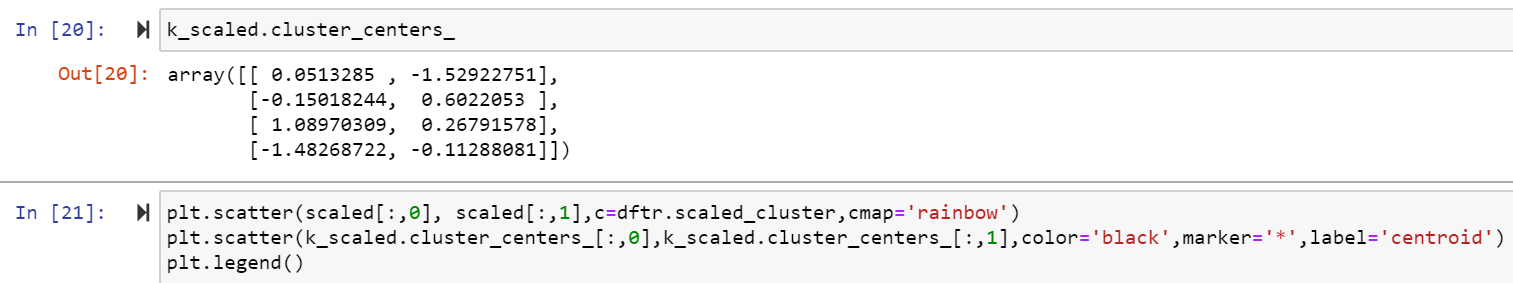 In [20]: k_scaled.cluster_centers_
Out[20]: array([[ 0.0513285 , -1.52922751],
[-0.15018244,  0.6022053 ],
[ 1.08970309,  0.26791578],
[-1.48268722, -0.11288081]])
In [21]: plt.scatter(scaled[:,0], scaled[:,1],c=dftr.scaled_cluster,cmap='rainbow')
plt.scatter(k_scaled.cluster_centers_[:,0],k_scaled.cluster_centers_[:,1],color='black',marker='*',label='centroid')
plt.legend()